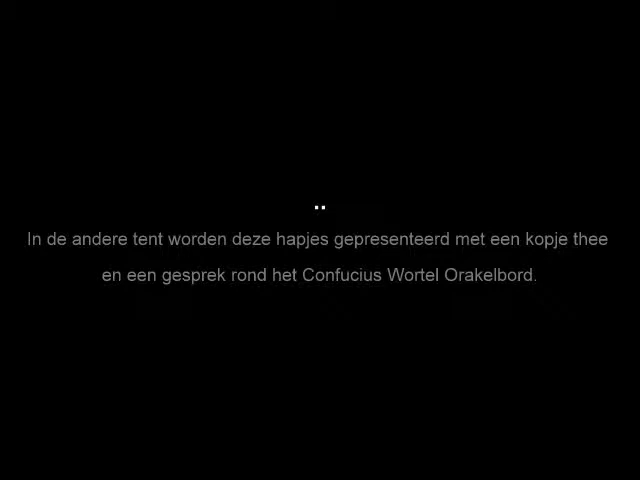 ..
In de andere tent worden deze hapjes gepresenteerd met een kopje thee
en een gesprek rond het Confucius Wortel Orakelbord.